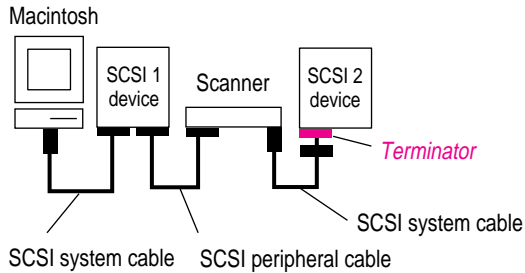 Macintosh
SCSI 1
device
Scanner
SCSI 2
device
Terminator
SCSI system cable
SCSI system cable
SCSI peripheral cable